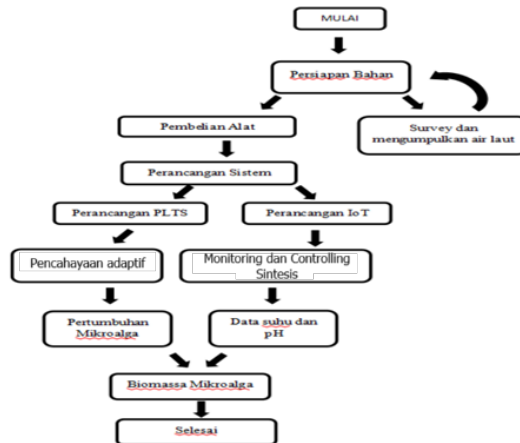 MULAI
Persiapan Bahan
Pembelian Alat
Survey dan
mengumpulkan air laut
Perancangan Sistem
Perancangan PLTS
Perancangan IoT
Pencahayaan adaptif
Monitoring dan Controlling
Sintesis
Pertumbuhan
Mikroalga
Data suhu dan
pH
Biomassa Mikroalga
Selesai